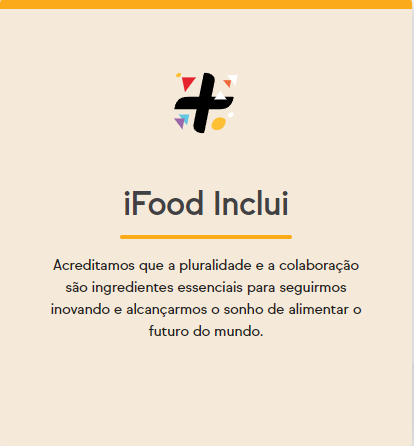 iFood Inclui
Acreditamos que a pluralidade e a colaboração
são ingredientes essenciais para seguirmos
inovando e alcançarmos o sonho de alimentar o
futuro do mundo.